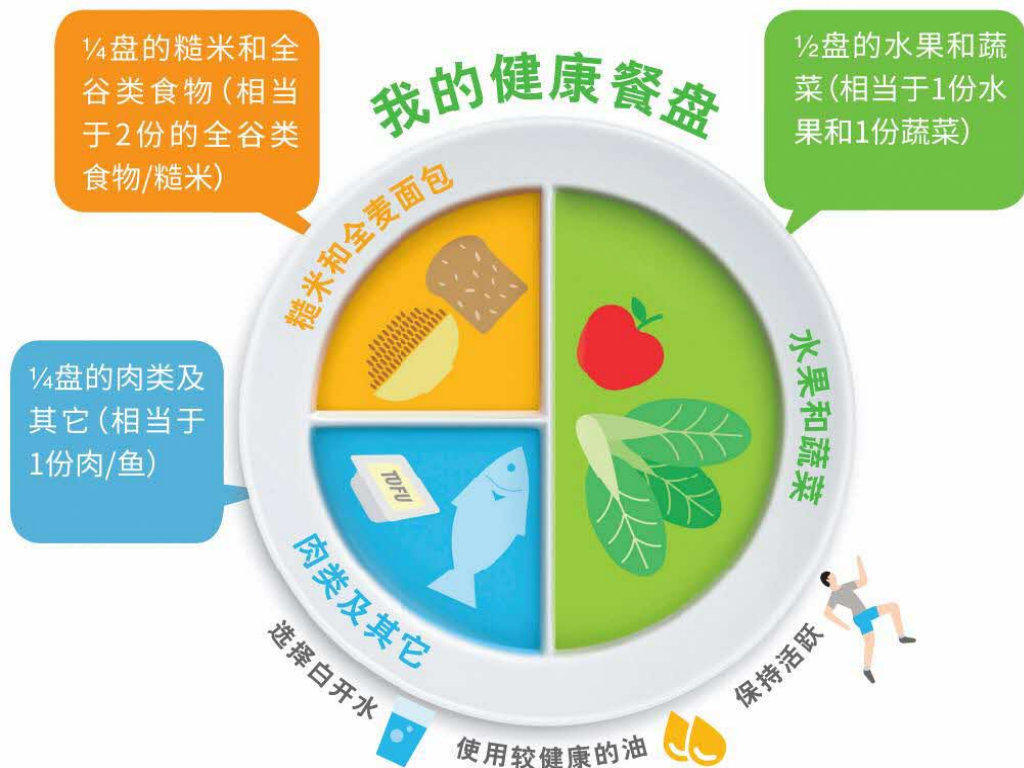 我的健康餐盘
¼盘的糙米和全
谷类食物（相当
于2份的全谷类
食物/糙米）
½盘的水果和蔬
菜（相当于1份水
果和1份蔬菜）
¼盘的肉类及
其它（相当于
1份肉/鱼）
糙米和全麦面包
水果和蔬菜
TOFU
肉类及其它
选择白开水
使用较健康的油
保持活跃